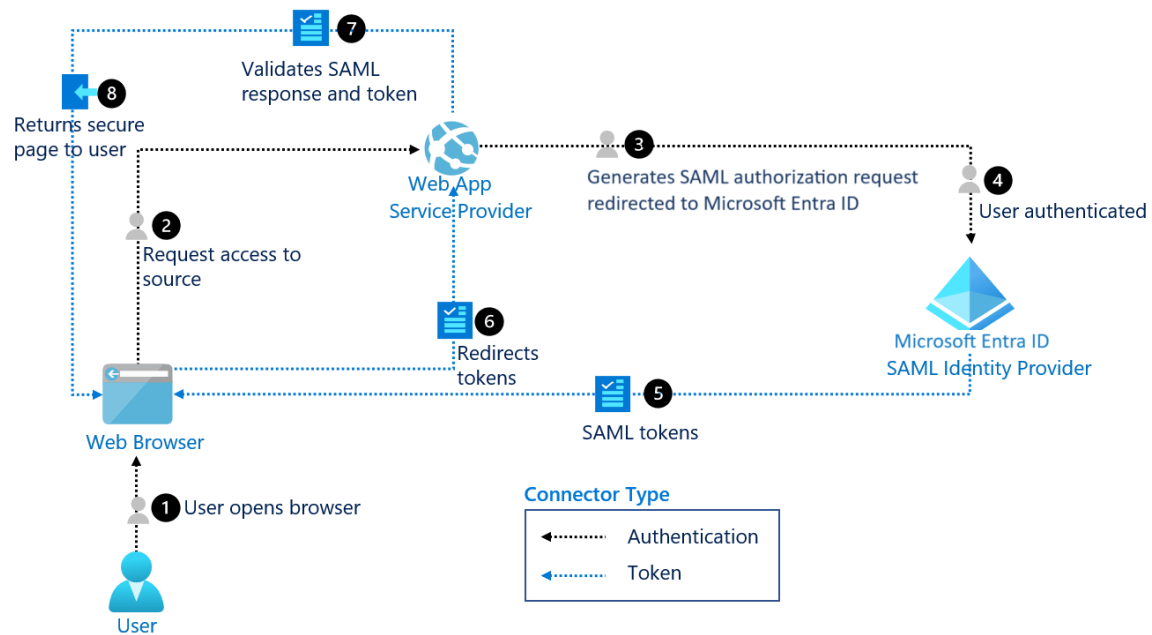 7
Validates SAML
response and token
8
Returns secure
page to user
3
Generates SAML authorization request
redirected to Microsoft Entra ID
4
User authenticated
Web App
Service Provider
2
Request access to
source
6
Redirects
tokens
Microsoft Entra ID
SAML Identity Provider
5
SAML tokens
Web Browser
1
User opens browser
User
Connector Type
Authentication
Token